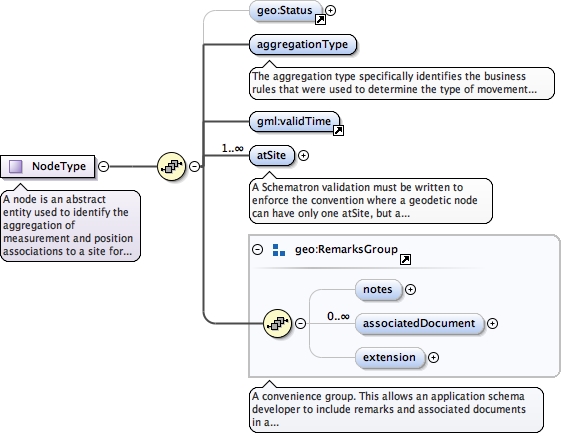 geo:Status
aggregationType
The aggregation type specifically identifies the business
rules that were used to determine the type of movement...
gml:validTime
1..∞
atSite
A Schematron validation must be written to
enforce the convention where a geodetic node
can have only one atSite, but a...
NodeType
A node is an abstract
entity used to identify the
aggregation of
measurement and position
associations to a site for...
geo:RemarksGroup
notes
0..∞
associatedDocument
extension
A convenience group. This allows an application schema
developer to include remarks and associated documents
in a...